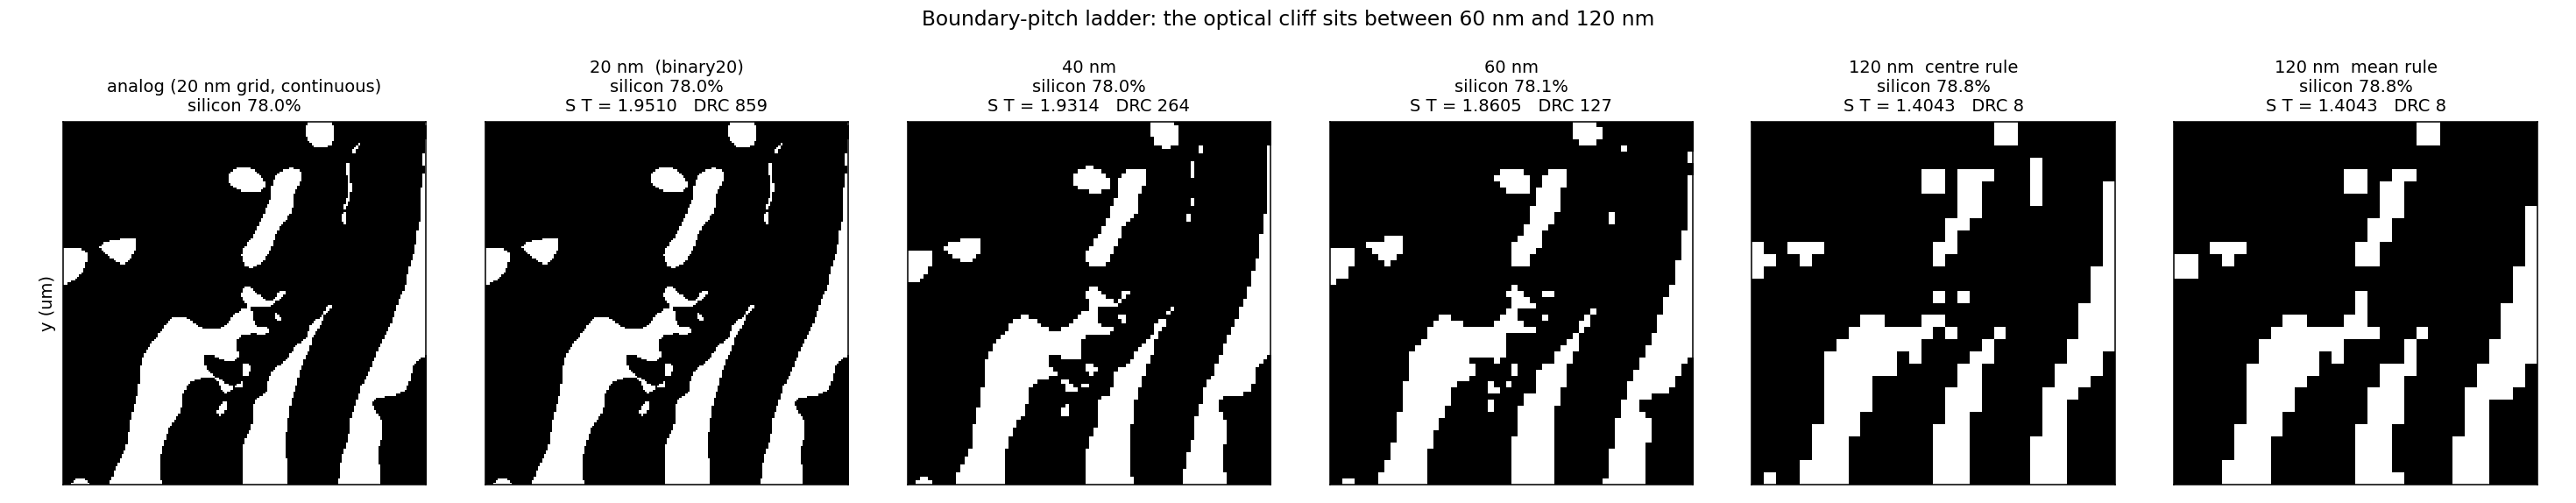 Boundary-pitch ladder: the optical cliff sits between 60 nm and 120 nm
analog (20 nm grid, continuous)
silicon 78.0%
20 nm  (binary20)
silicon 78.0%
S T = 1.9510   DRC 859
40 nm
silicon 78.0%
S T = 1.9314   DRC 264
60 nm
silicon 78.1%
S T = 1.8605   DRC 127
120 nm  centre rule
silicon 78.8%
S T = 1.4043   DRC 8
120 nm  mean rule
silicon 78.8%
S T = 1.4043   DRC 8
y (um)